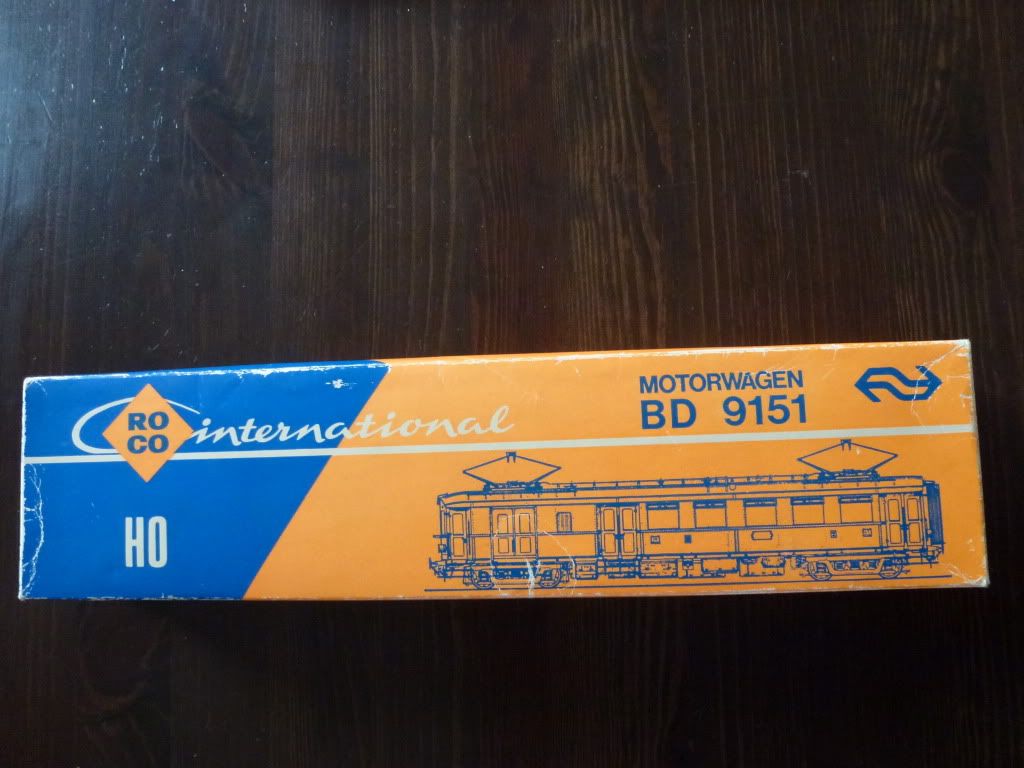 RO
CO
international
HO
MOTORWAGEN
BD 9151